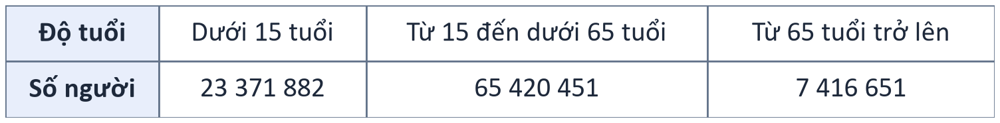 Độ tuổi Dưới 15 tuổi Từ 15 đến dưới 65 tuổi Từ 65 tuổi trở lên
Số người 23 371 882 65 420 451 7 416 651